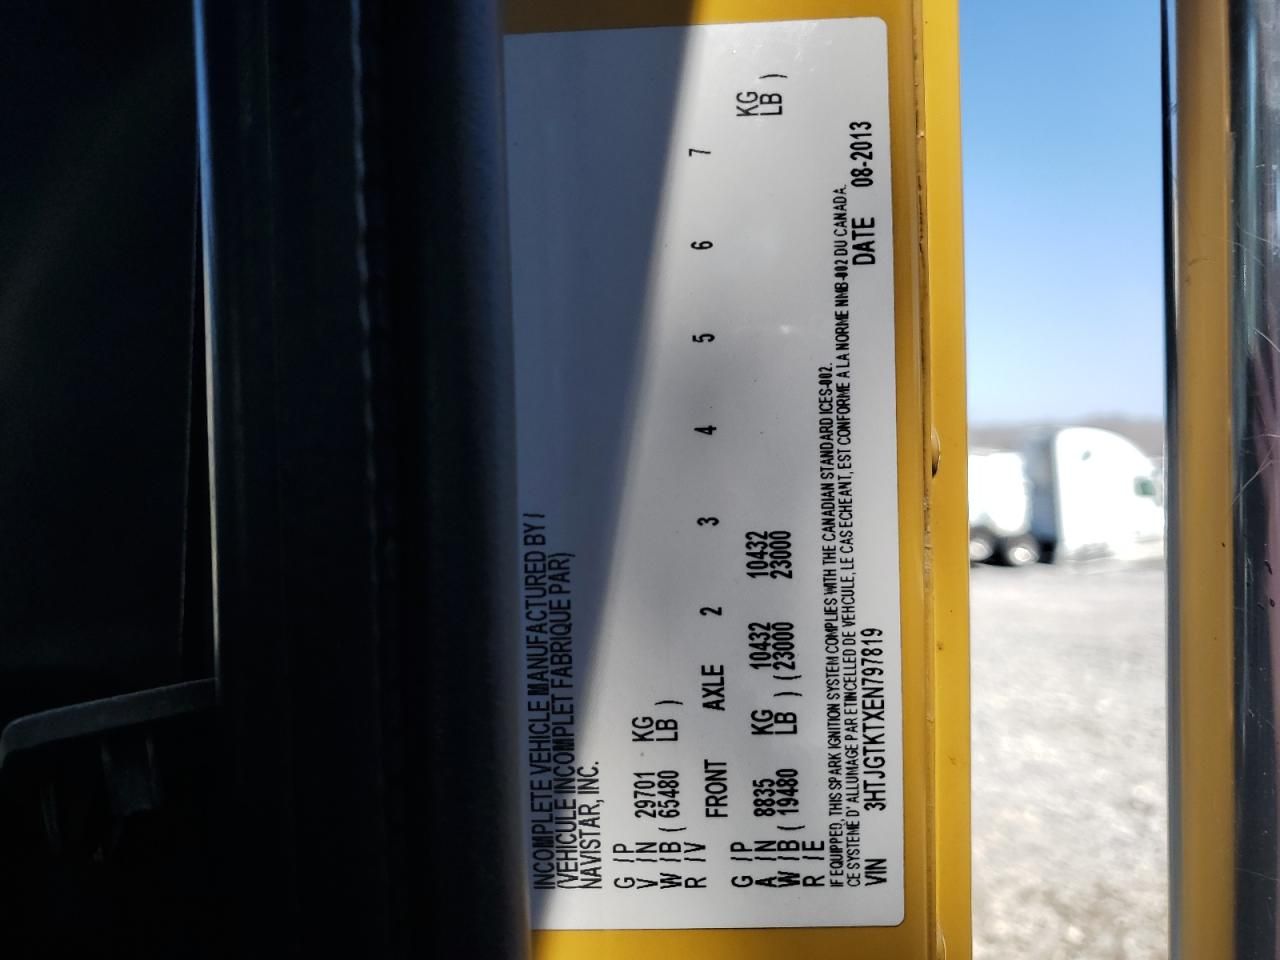 INCOMPLETE VEHICLE MANUFACTURED BY /
(VEHICULE INCOMPLET FABRIQUE PAR)
NAVISTAR, INC.
G /P
V /N 29701 KG
W /B ( 65480 LB )
R /V FRONT AXLE 2 3 4 5 6 7
G /P
A /N 8835 KG 10432 10432 KG
W /B ( 19480 LB ) ( 23000 23000 LB )
R /E
IF EQUIPPED, THIS SPARK IGNITION SYSTEM COMPLIES WITH THE CANADIAN STANDARD ICES-002.
CE SYSTEME D' ALLUMAGE PAR ETINCELLED DE VEHCULE, LE CAS ECHEANT, EST CONFORME A LA NORME NMB-002 DU CANADA.
VIN 3HTJGTKTXEN797819 DATE 08-2013